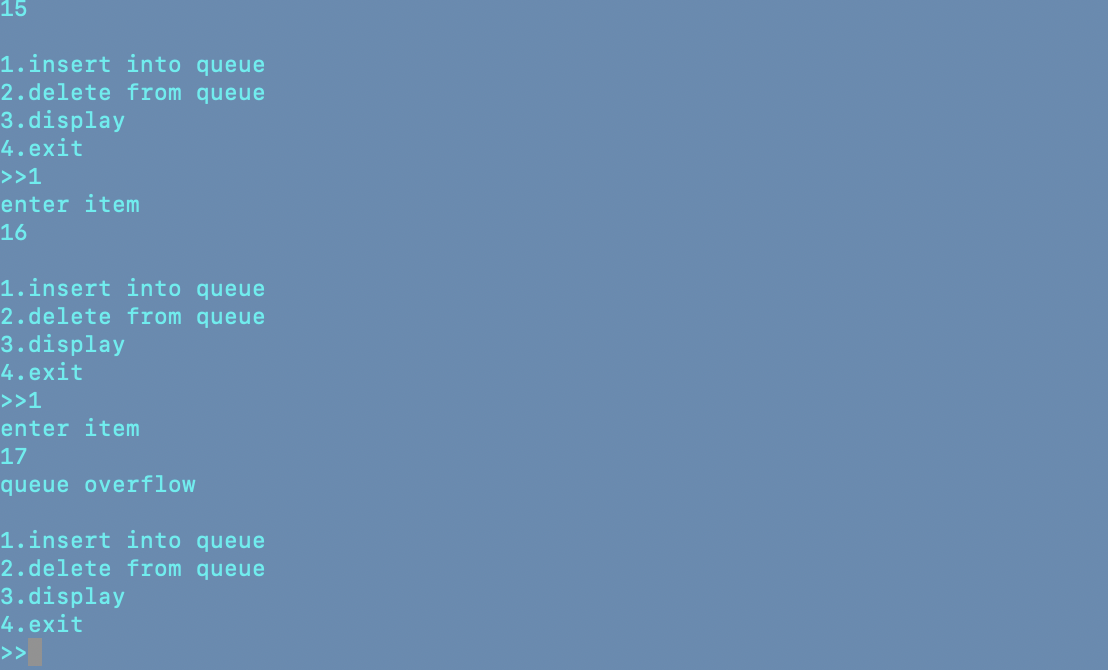 15
1.insert into queue
2.delete from queue
3.display
4.exit
>>1
enter item
16
1.insert into queue
2.delete from queue
3.display
4.exit
>>1
enter item
17
queue overflow
1.insert into queue
2.delete from queue
3.display
4.exit
>>